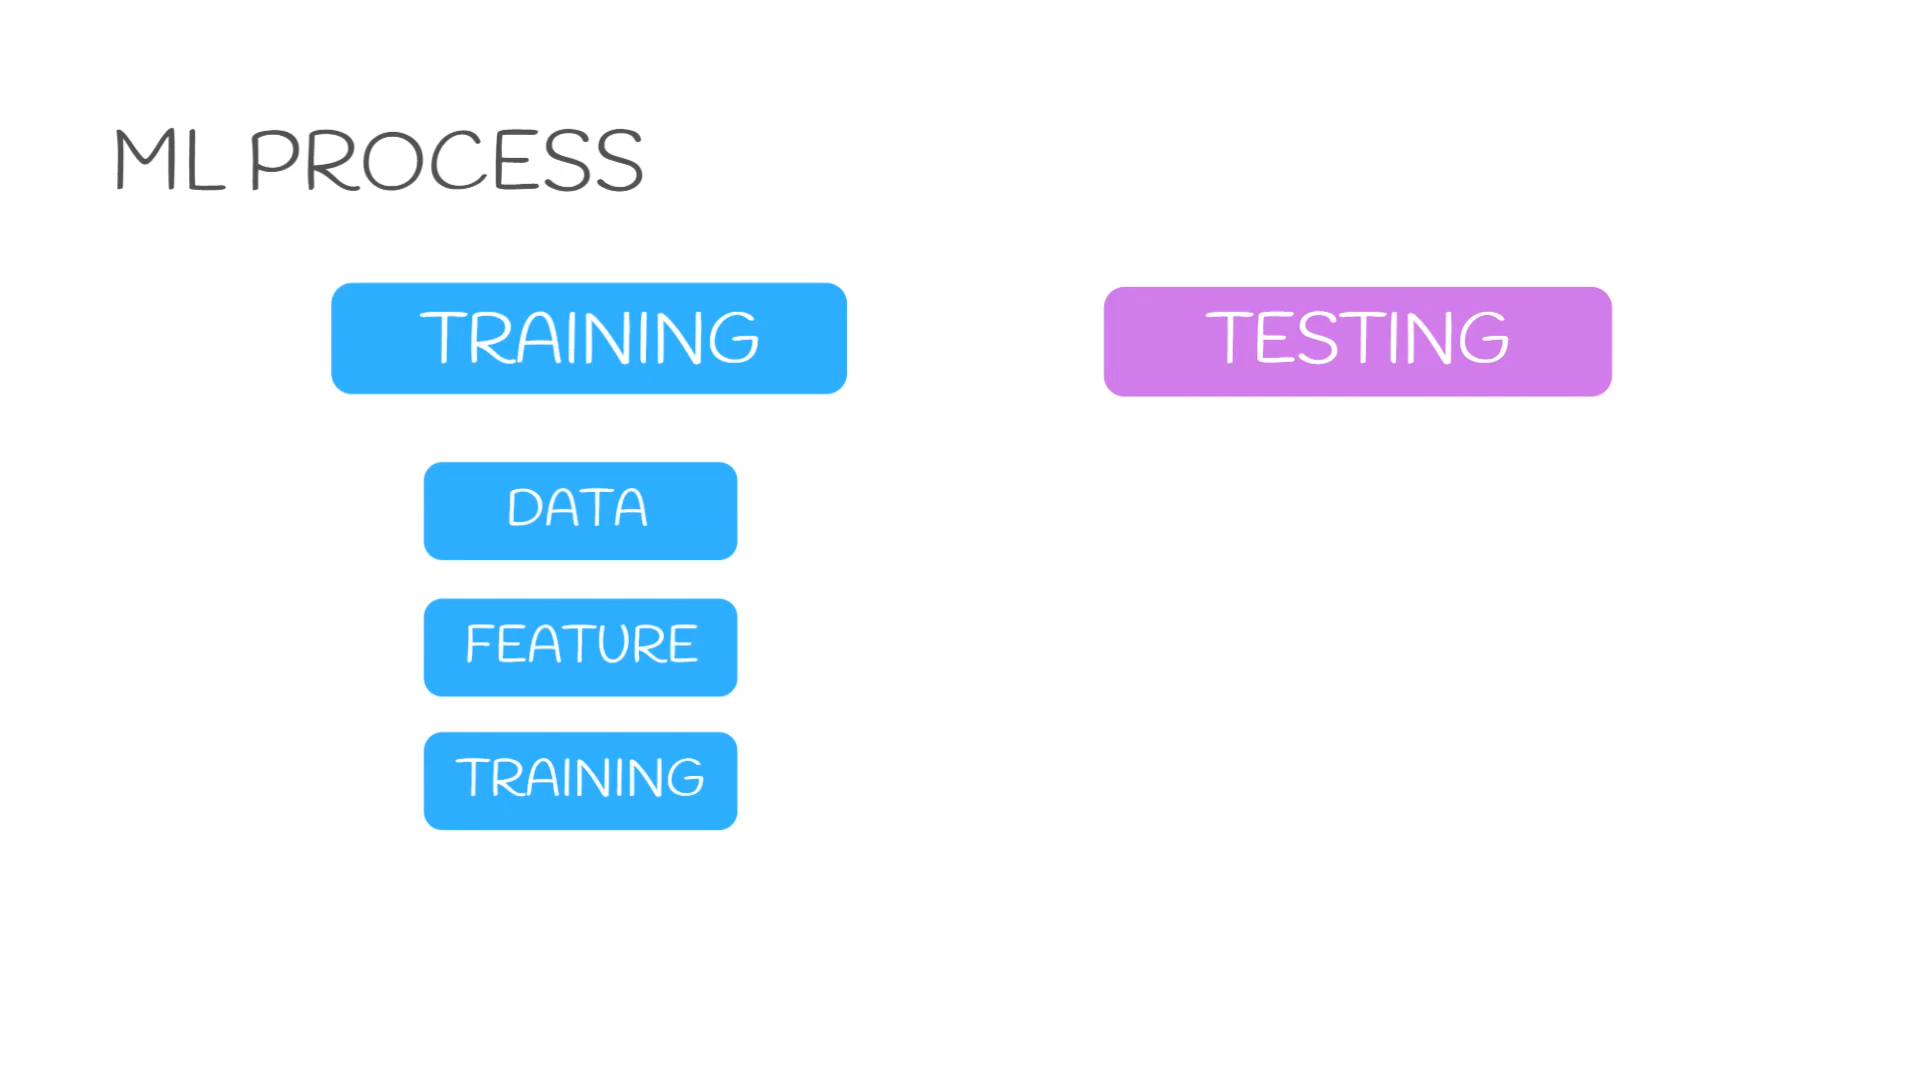 ML PROCESS
TRAINING
TESTING
DATA
FEATURE
TRAINING